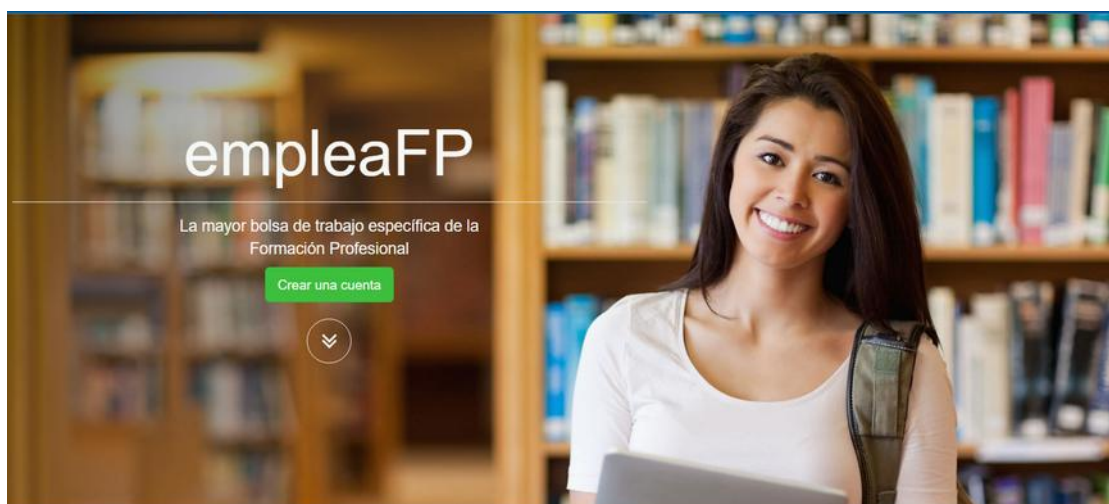 empleaFP
La mayor bolsa de trabajo específica de la
Formación Profesional
Crear una cuenta